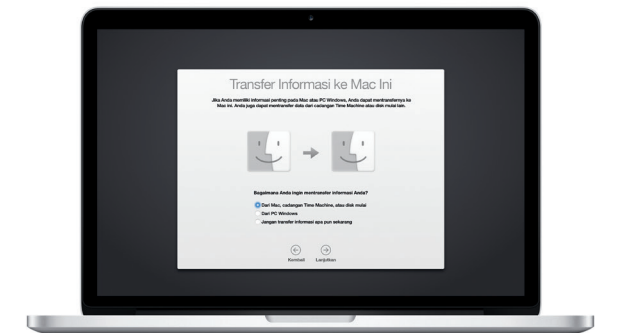 Transfer Informasi ke Mac Ini
Jika Anda memiliki informasi penting pada Mac atau PC Windows, Anda dapat mentransfernya ke
Mac ini. Anda juga dapat mentransfer data dari cadangan Time Machine atau disk mulai lain.
Bagaimana Anda ingin mentransfer informasi Anda?
Dari Mac, cadangan Time Machine, atau disk mulai
Dari PC Windows
Jangan transfer informasi apa pun sekarang
Kembali Lanjutkan